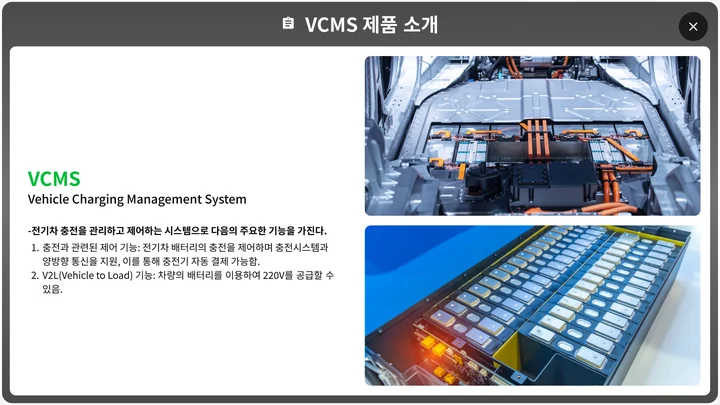 VCMS 제품 소개
VCMS
Vehicle Charging Management System
-전기차 충전을 관리하고 제어하는 시스템으로 다음의 주요한 기능을 가진다.
1. 충전과 관련된 제어 기능: 전기차 배터리의 충전을 제어하며 충전시스템과
양방향 통신을 지원, 이를 통해 충전기 자동 결제 가능함.
2. V2L(Vehicle to Load) 기능: 차량의 배터리를 이용하여 220V를 공급할 수
있음.